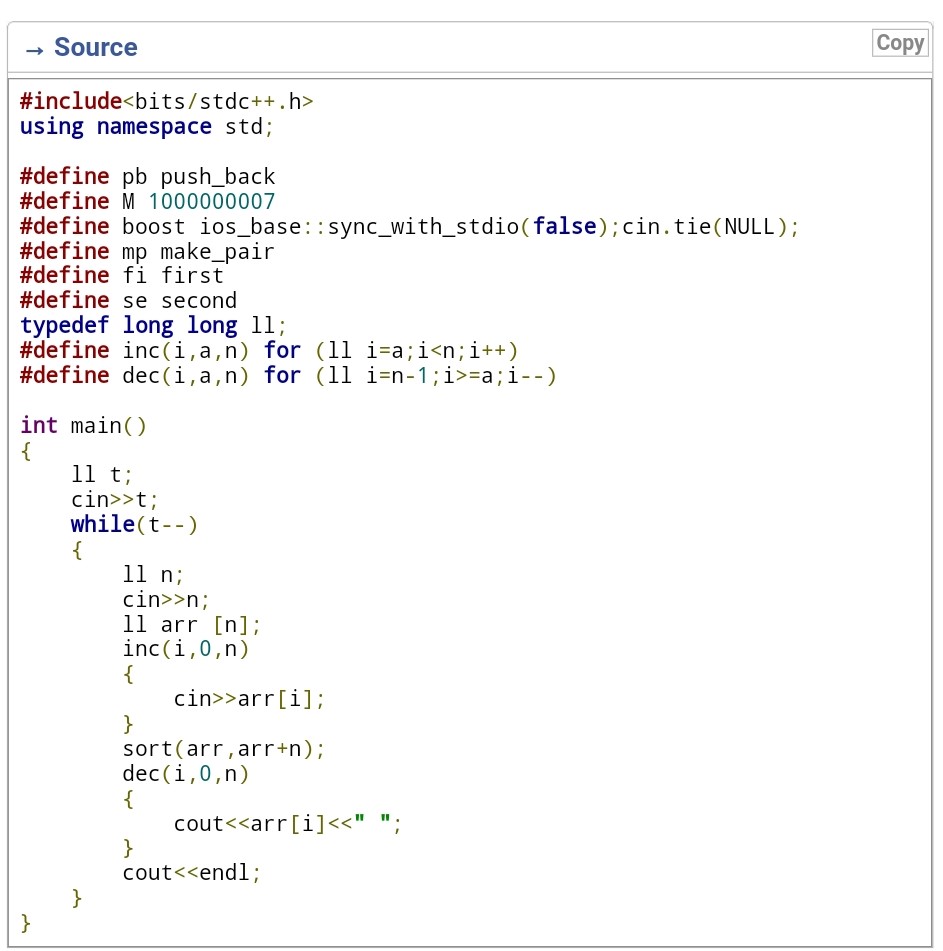 → Source
Copy
#include<bits/stdc++.h>
using namespace std;

#define pb push_back
#define M 1000000007
#define boost ios_base::sync_with_stdio(false);cin.tie(NULL);
#define mp make_pair
#define fi first
#define se second
typedef long long ll;
#define inc(i,a,n) for (ll i=a;i<n;i++)
#define dec(i,a,n) for (ll i=n-1;i>=a;i--)

int main()
{
    ll t;
    cin>>t;
    while(t--)
    {
        ll n;
        cin>>n;
        ll arr [n];
        inc(i,0,n)
        {
            cin>>arr[i];
        }
        sort(arr,arr+n);
        dec(i,0,n)
        {
            cout<<arr[i]<<" ";
        }
        cout<<endl;
    }
}